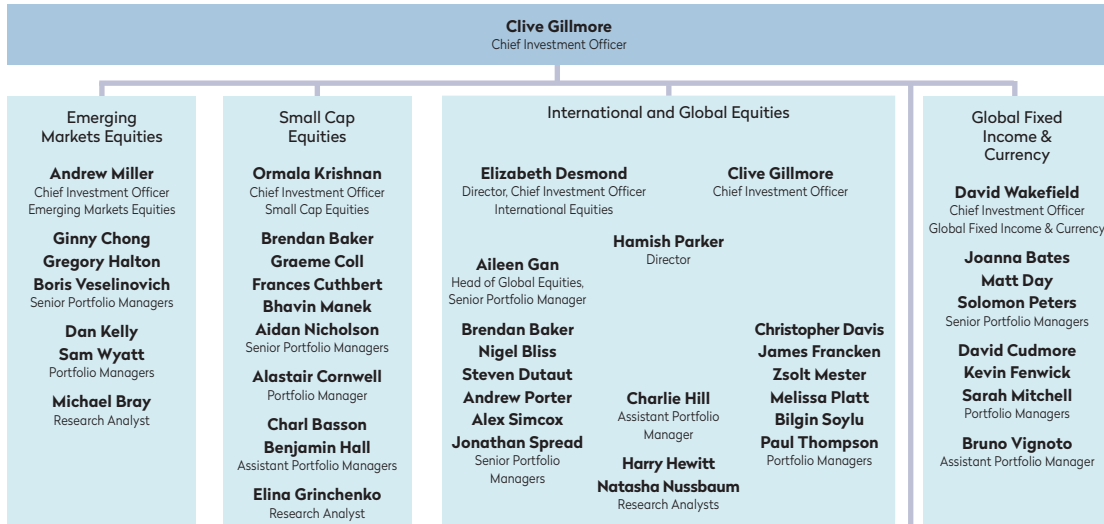 Clive Gillmore
Chief Investment Officer
Emerging
Markets Equities
Andrew Miller
Chief Investment Officer
Emerging Markets Equities
Ginny Chong
Gregory Halton
Boris Veselinovich
Senior Portfolio Managers
Dan Kelly
Sam Wyatt
Portfolio Managers
Michael Bray
Research Analyst
Small Cap
Equities
Ormala Krishnan
Chief Investment Officer
Small Cap Equities
Brendan Baker
Graeme Coll
Frances Cuthbert
Bhavin Manek
Aidan Nicholson
Senior Portfolio Managers
Alastair Cornwell
Portfolio Manager
Charl Basson
Benjamin Hall
Assistant Portfolio Managers
Elina Grinchenko
Research Analyst
International and Global Equities
Elizabeth Desmond
Director, Chief Investment Officer
International Equities
Clive Gillmore
Chief Investment Officer
Hamish Parker
Director
Aileen Gan
Head of Global Equities,
Senior Portfolio Manager
Brendan Baker
Nigel Bliss
Steven Dutaut
Andrew Porter
Alex Simcox
Jonathan Spread
Senior Portfolio
Managers
Charlie Hill
Assistant Portfolio
Manager
Harry Hewitt
Natasha Nussbaum
Research Analysts
Christopher Davis
James Francken
Zsolt Mester
Melissa Platt
Bilgin Soylu
Paul Thompson
Portfolio Managers
Global Fixed
Income &
Currency
David Wakefield
Chief Investment Officer
Global Fixed Income & Currency
Joanna Bates
Matt Day
Solomon Peters
Senior Portfolio Managers
David Cudmore
Kevin Fenwick
Sarah Mitchell
Portfolio Managers
Bruno Vignoto
Assistant Portfolio Manager